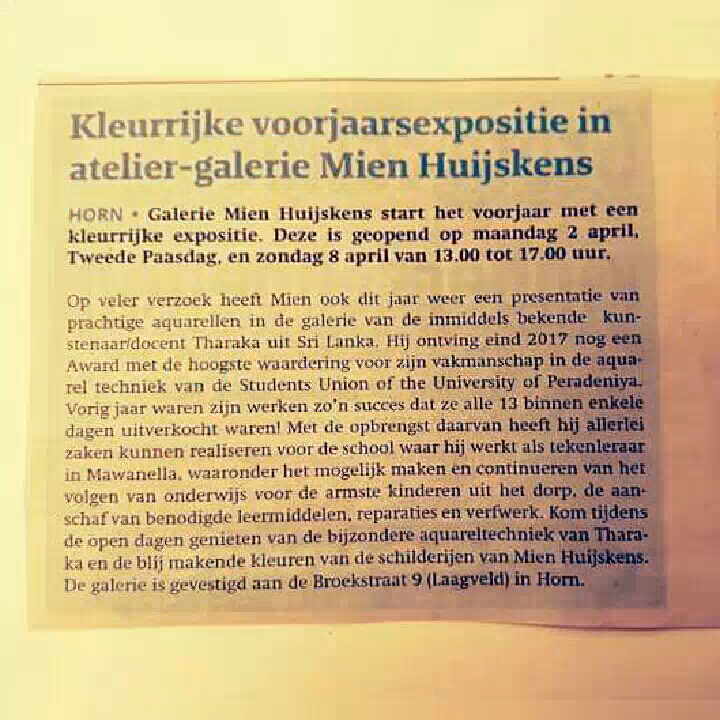 Kleurrijke voorjaarsexpositie in
atelier-galerie Mien Huijskens
HORN • Galerie Mien Huijskens start het voorjaar met een
kleurrijke expositie. Deze is geopend op maandag 2 april,
Tweede Paasdag, en zondag 8 april van 13.00 tot 17.00 uur.
Op veler verzoek heeft Mien ook dit jaar weer een presentatie van
prachtige aquarellen in de galerie van de inmiddels bekende kun-
stenaar/docent Tharaka uit Sri Lanka. Hij ontving eind 2017 nog een
Award met de hoogste waardering voor zijn vakmanschap in de aqua-
rel techniek van de Students Union of the University of Peradeniya.
Vorig jaar waren zijn werken zo'n succes dat ze alle 13 binnen enkele
dagen uitverkocht waren! Met de opbrengst daarvan heeft hij allerlei
zaken kunnen realiseren voor de school waar hij werkt als tekenleraar
in Mawanella, waaronder het mogelijk maken en continueren van het
volgen van onderwijs voor de armste kinderen uit het dorp, de aan-
schaf van benodigde leermiddelen, reparaties en verfwerk. Kom tijdens
de open dagen genieten van de bijzondere aquareltechniek van Thara-
ka en de blij makende kleuren van de schilderijen van Mien Huijskens.
De galerie is gevestigd aan de Broekstraat 9 (Laagveld) in Horn.